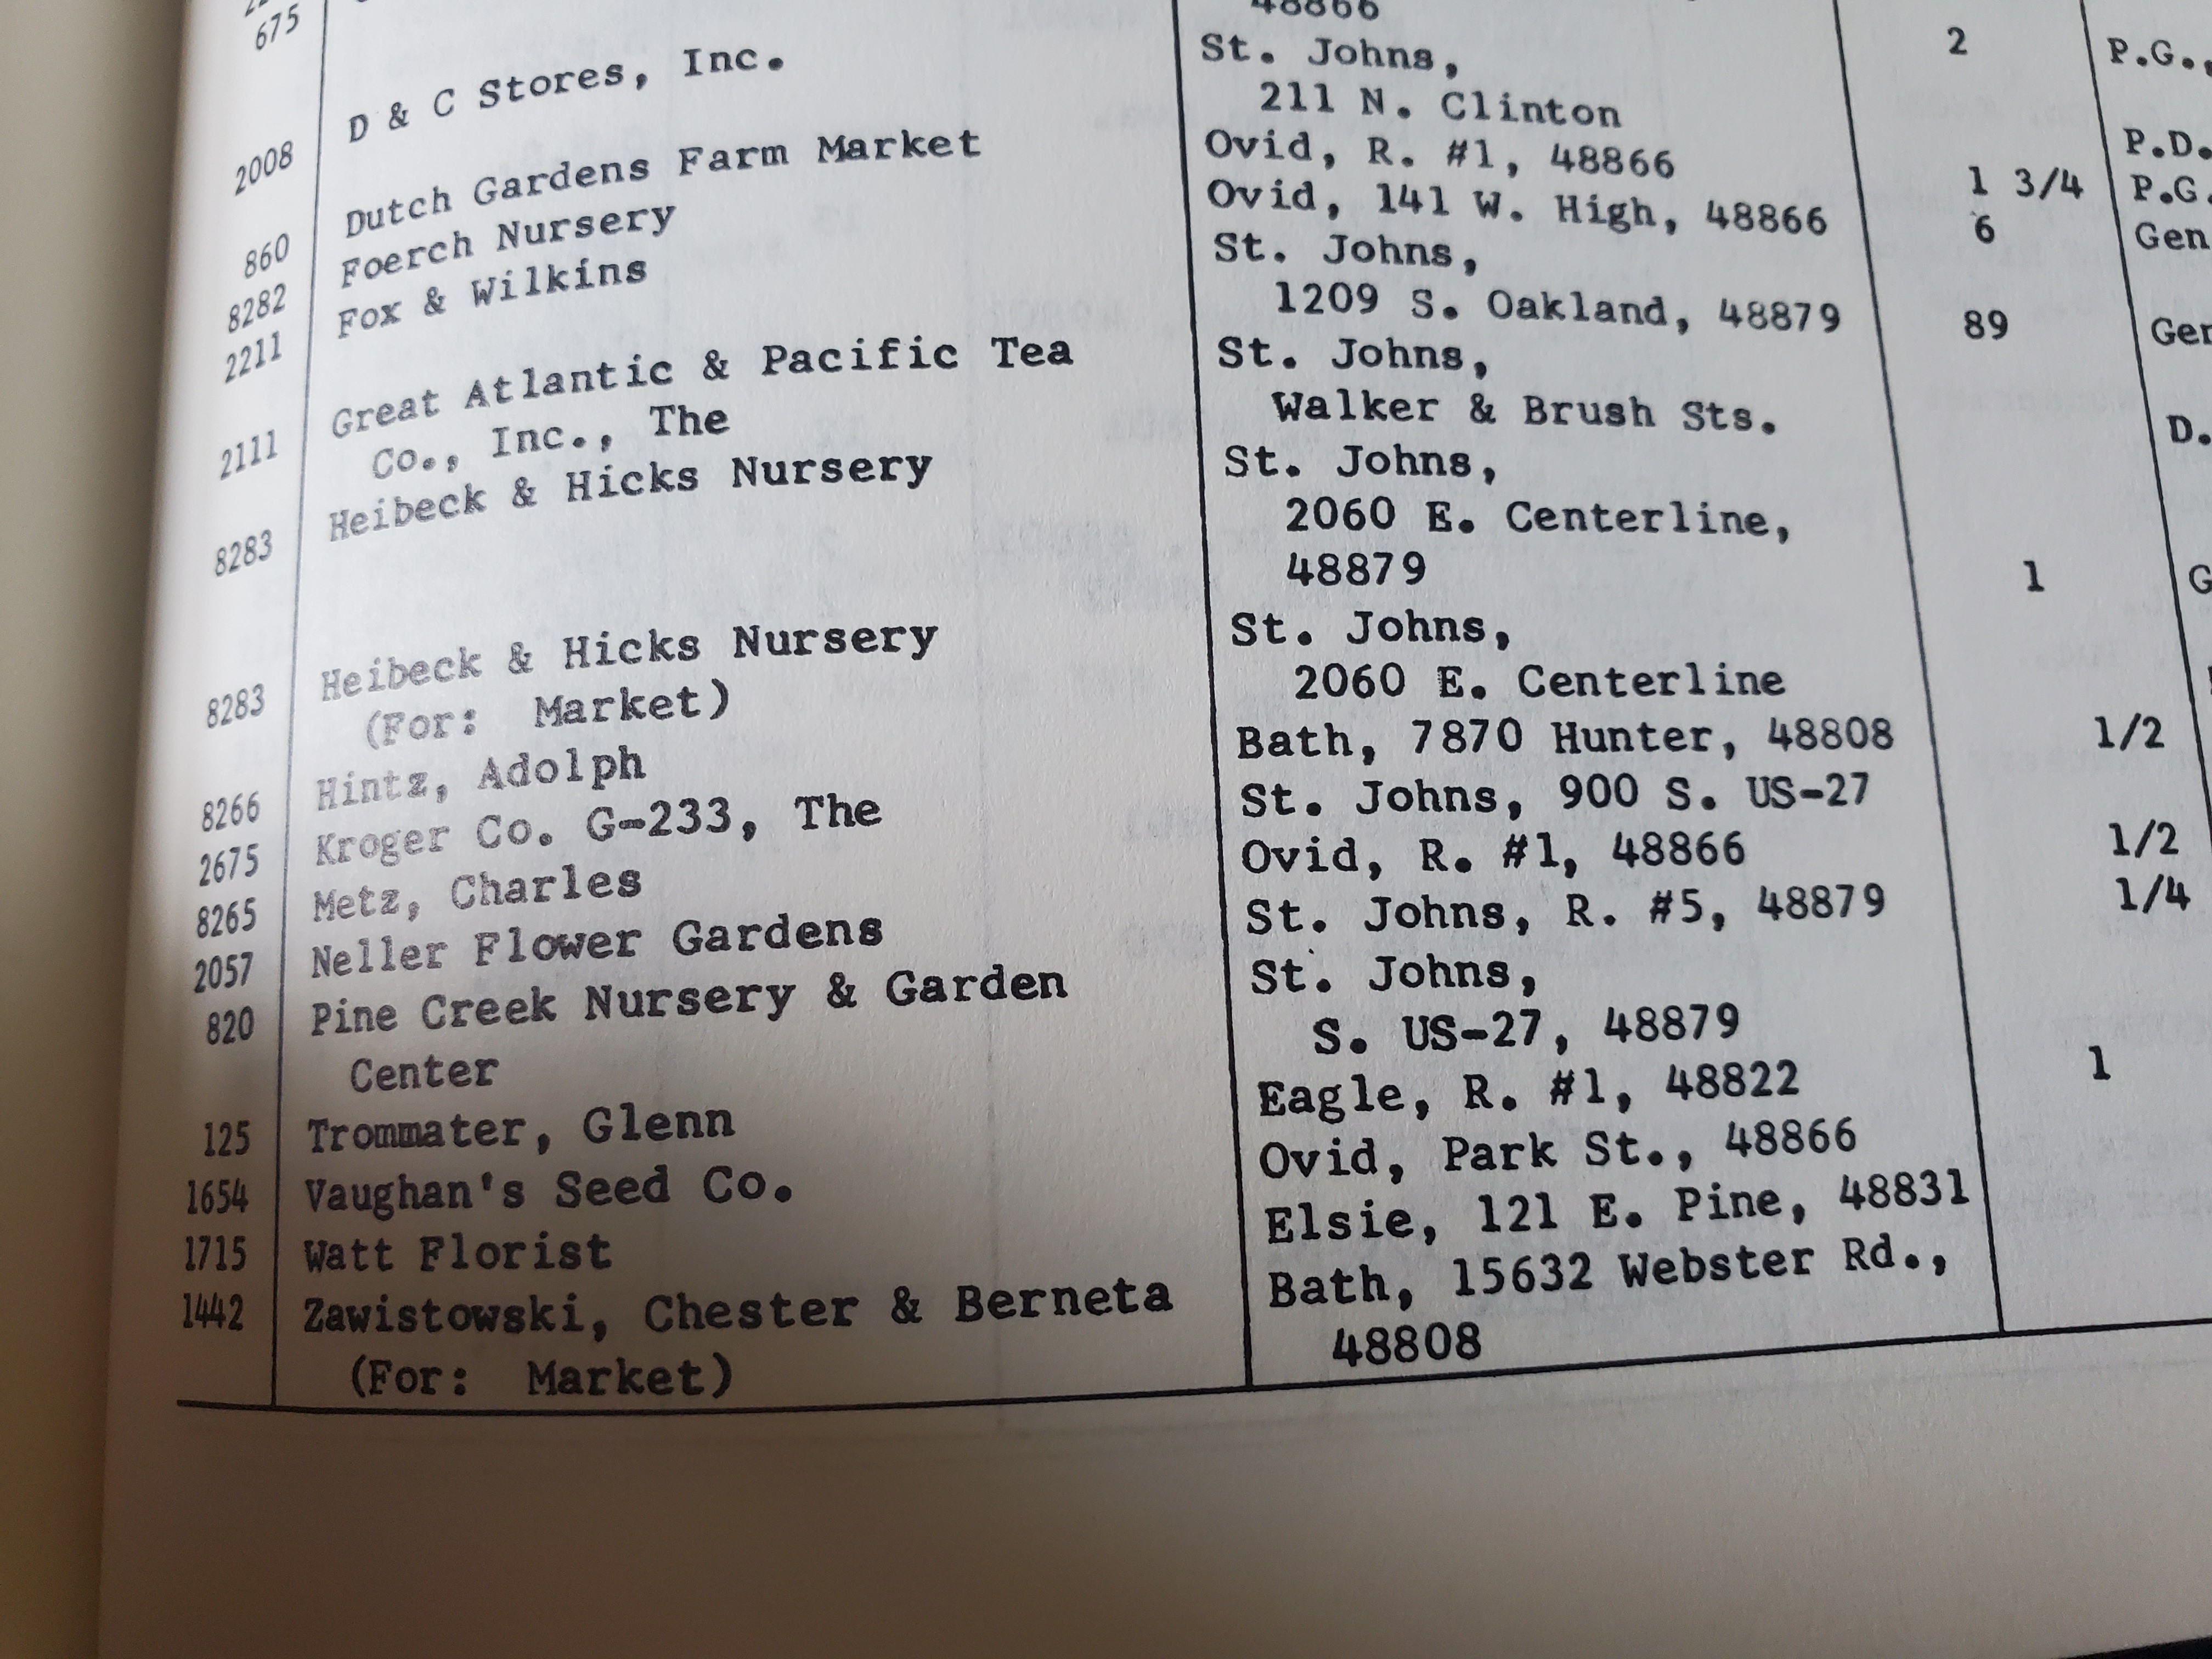 675
48866 2 P.G.,
2008 D & C Stores, Inc. St. Johns,
211 N. Clinton P.D.
860 Dutch Gardens Farm Market Ovid, R. #1, 48866 1 3/4 P.G.
8282 Foerch Nursery Ovid, 141 W. High, 48866 6 Gen
2211 Fox & Wilkins St. Johns,
1209 S. Oakland, 48879 89 Gen
2111 Great Atlantic & Pacific Tea St. Johns,
Co., Inc., The Walker & Brush Sts. D.
8283 Heibeck & Hicks Nursery St. Johns,
2060 E. Centerline,
48879 1 G
8283 Heibeck & Hicks Nursery St. Johns,
(For: Market) 2060 E. Centerline
8266 Hintz, Adolph Bath, 7870 Hunter, 48808 1/2
2675 Kroger Co. G-233, The St. Johns, 900 S. US-27
8265 Metz, Charles Ovid, R. #1, 48866 1/2
2057 Neller Flower Gardens St. Johns, R. #5, 48879 1/4
820 Pine Creek Nursery & Garden St. Johns,
Center S. US-27, 48879
125 Trommater, Glenn Eagle, R. #1, 48822 1
1654 Vaughan's Seed Co. Ovid, Park St., 48866
1715 Watt Florist Elsie, 121 E. Pine, 48831
1442 Zawistowski, Chester & Berneta Bath, 15632 Webster Rd.,
(For: Market) 48808